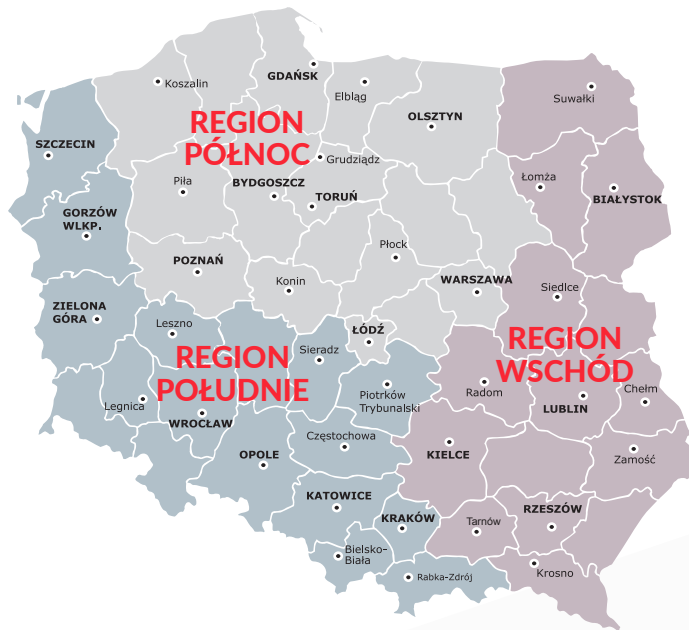 Koszalin
GDAŃSK
Elbląg
OLSZTYN
Suwałki
REGION
PÓŁNOC
SZCZECIN
Grudziądz
Łomża
Piła
BYDGOSZCZ
TORUŃ
BIAŁYSTOK
GORZÓW
WLKP.
POZNAŃ
Płock
Konin
WARSZAWA
Siedlce
ZIELONA
GÓRA
Leszno
ŁÓDŹ
REGION
WSCHÓD
REGION
POŁUDNIE
Sieradz
Piotrków
Trybunalski
Radom
LUBLIN
Chełm
Legnica
WROCŁAW
Częstochowa
OPOLE
KIELCE
Zamość
KATOWICE
KRAKÓW
Tarnów
RZESZÓW
Bielsko-
Biała
Rabka-Zdrój
Krosno